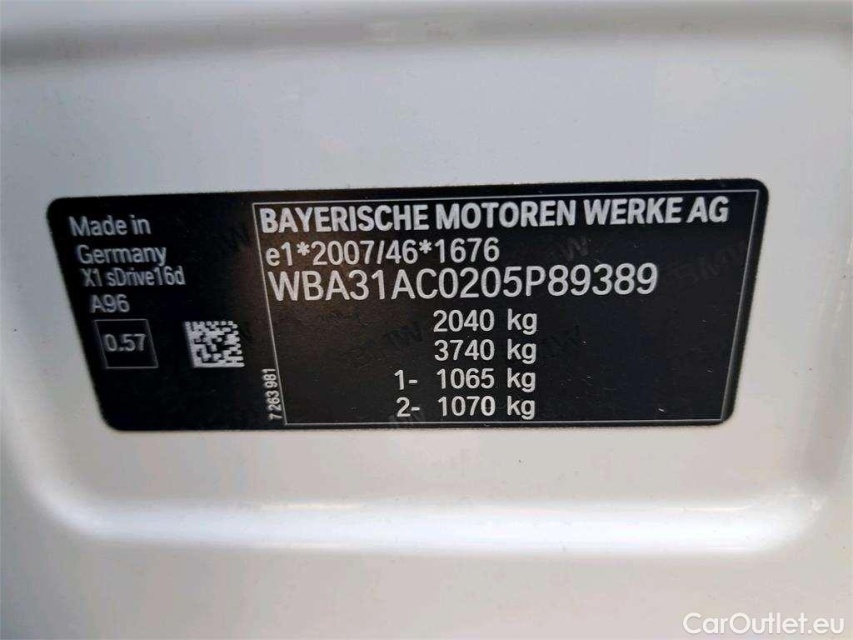 Made in
Germany
X1 sDrive16d
A96
0.57
7 263 981
BAYERISCHE MOTOREN WERKE AG
e1*2007/46*1676
WBA31AC0205P89389
2040 kg
3740 kg
1- 1065 kg
2- 1070 kg
CarOutlet.eu